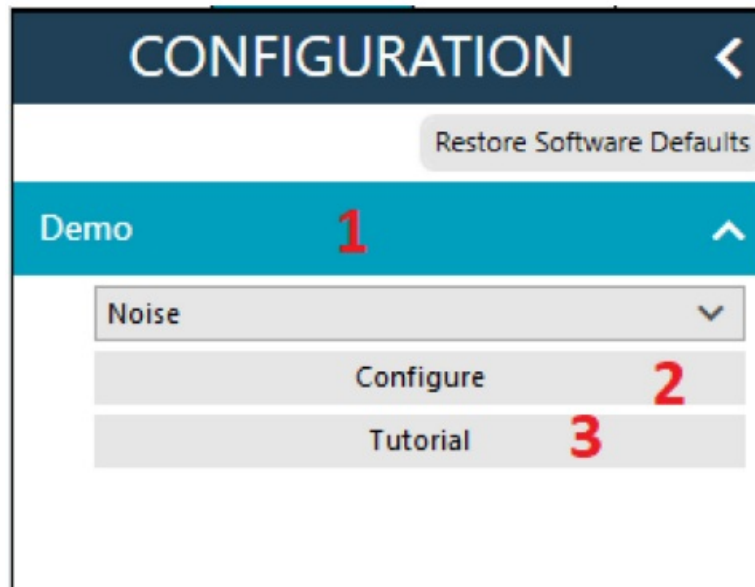 CONFIGURATION
Restore Software Defaults
Demo 1
Noise
Configure 2
Tutorial 3